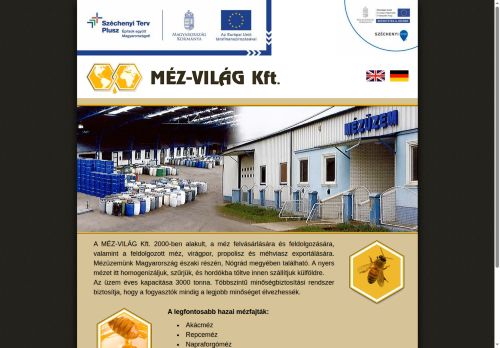 Széchenyi Terv
Plusz
Építsük együtt
Magyarországot!
MAGYARORSZÁG
KORMÁNYA
Az Európai Unió
társfinanszírozásával
SZÉCHENYI
MÉZ-VILÁG Kft.
MÉZÜZEM
A MÉZ-VILÁG Kft. 2000-ben alakult, a méz felvásárlására és feldolgozására,
valamint a feldolgozott méz, virágpor, propolisz és méhviasz exportálására.
Mézüzemünk Magyarország északi részén, Nógrád megyében található. A nyers
mézet itt homogenizáljuk, szűrjük, és hordókba töltve innen szállítjuk külföldre.
Az üzem éves kapacitása 3000 tonna. Többszintű minőségbiztosítási rendszer
biztosítja, hogy a fogyasztók mindig a legjobb minőséget élvezhessék.
A legfontosabb hazai mézfajták:
• Akácméz
• Repceméz
• Napraforgóméz